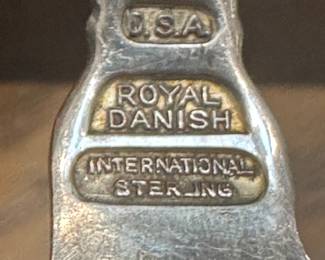 U.S.A.
ROYAL
DANISH
INTERNATIONAL
STERLING